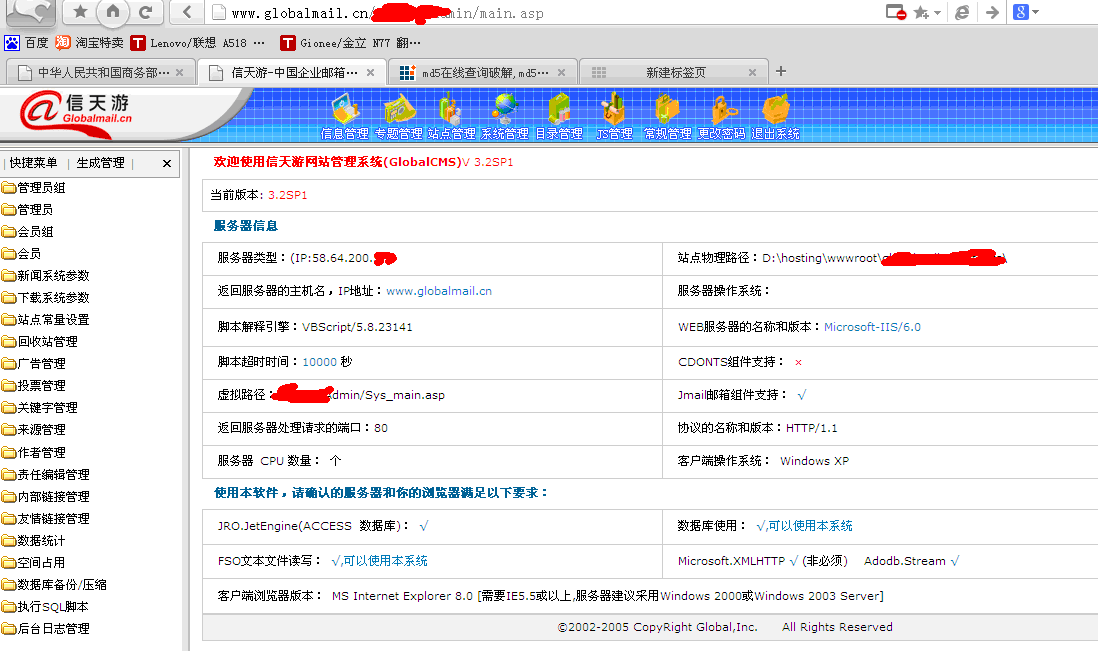 www.globalmail.cn/ min/main.asp
百度 淘宝特卖 Lenovo/联想 A518 ··· Gionee/金立 N77 翻···
中华人民共和国商务部··· 信天游-中国企业邮箱··· md5在线查询破解,md5··· 新建标签页
信天游
Globalmail.cn
信息管理 专题管理 站点管理 系统管理 目录管理 JS管理 常规管理 更改密码 退出系统
快捷菜单 生成管理 ×
管理员组
管理员
会员组
会员
新闻系统参数
下载系统参数
站点常量设置
回收站管理
广告管理
投票管理
关键字管理
来源管理
作者管理
责任编辑管理
内部链接管理
友情链接管理
数据统计
空间占用
数据库备份/压缩
执行SQL脚本
后台日志管理
欢迎使用信天游网站管理系统(GlobalCMS)V 3.2SP1
当前版本: 3.2SP1
服务器信息
服务器类型：(IP:58.64.200. 站点物理路径：D:\hosting\wwwroot\ \
返回服务器的主机名，IP地址：www.globalmail.cn 服务器操作系统：
脚本解释引擎：VBScript/5.8.23141 WEB服务器的名称和版本：Microsoft-IIS/6.0
脚本超时时间：10000 秒 CDONTS组件支持： ×
虚拟路径： dmin/Sys_main.asp Jmail邮箱组件支持： √
返回服务器处理请求的端口：80 协议的名称和版本：HTTP/1.1
服务器 CPU 数量： 个 客户端操作系统： Windows XP
使用本软件，请确认的服务器和你的浏览器满足以下要求：
JRO.JetEngine(ACCESS 数据库)： √ 数据库使用： √,可以使用本系统
FSO文本文件读写： √,可以使用本系统 Microsoft.XMLHTTP √ (非必须) Adodb.Stream √
客户端浏览器版本： MS Internet Explorer 8.0 [需要IE5.5或以上,服务器建议采用Windows 2000或Windows 2003 Server]
©2002-2005 CopyRight Global,Inc. All Rights Reserved